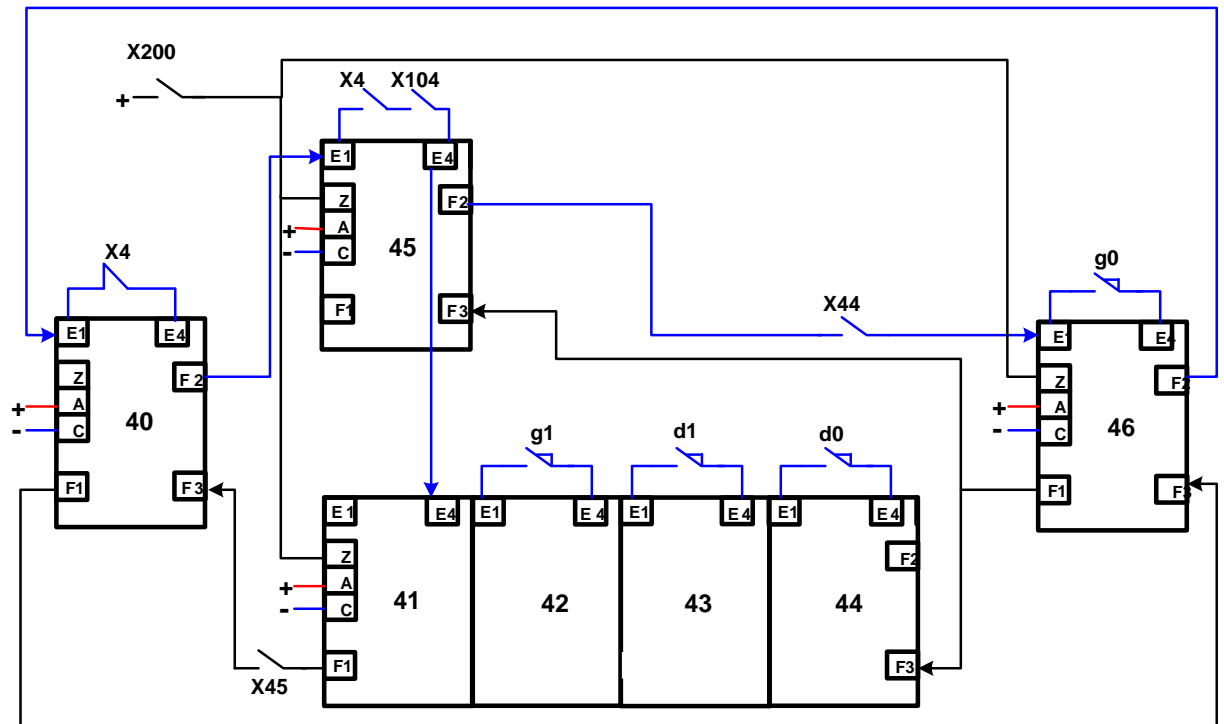 X200
+
X4 X104
E1 E4
Z
F2
+ A
45
- C
F1 F3
X4
E1 E4
Z
F2
+ A
40
- C
F1 F3
X44
g0
E1 E4
Z
F2
+ A
46
- C
F1 F3
g1 d1 d0
E1 E4 E1 E4 E1 E4 E1 E4
Z
F2
+ A
41 42 43 44
- C
F1 F3
X45